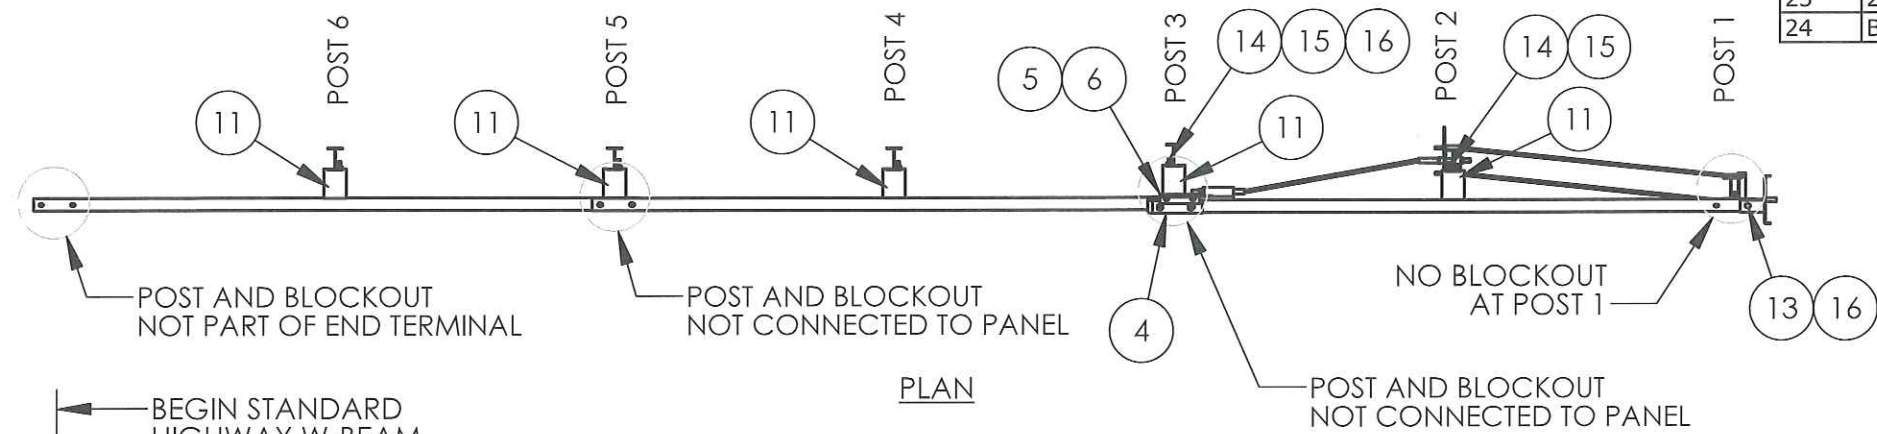 POST 6
POST 5
POST 4
POST 3
POST 2
POST 1
24 B
14 15 16
14 15
5 6
11
11
11
11
11
POST AND BLOCKOUT
NOT PART OF END TERMINAL
POST AND BLOCKOUT
NOT CONNECTED TO PANEL
4
NO BLOCKOUT
AT POST 1
13 16
PLAN
POST AND BLOCKOUT
NOT CONNECTED TO PANEL
BEGIN STANDARD
HIGHWAY W-BEAM